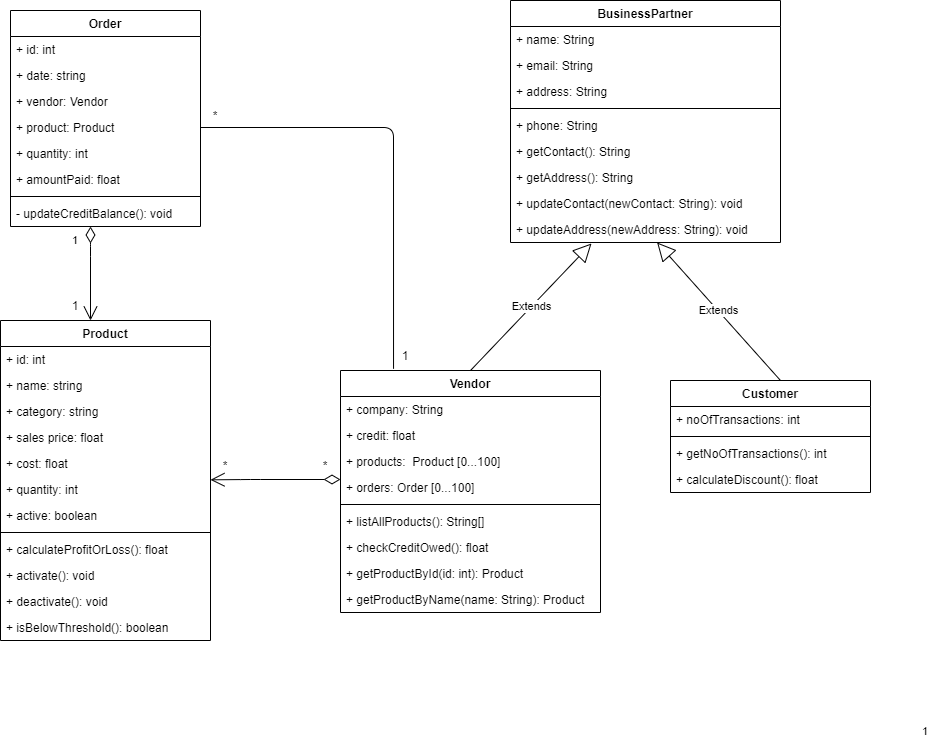 Order
+ id: int
+ date: string
+ vendor: Vendor
+ product: Product
+ quantity: int
+ amountPaid: float
- updateCreditBalance(): void
*
1
1
1
BusinessPartner
+ name: String
+ email: String
+ address: String
+ phone: String
+ getContact(): String
+ getAddress(): String
+ updateContact(newContact: String): void
+ updateAddress(newAddress: String): void
Extends
Extends
Product
+ id: int
+ name: string
+ category: string
+ sales price: float
+ cost: float
+ quantity: int
+ active: boolean
+ calculateProfitOrLoss(): float
+ activate(): void
+ deactivate(): void
+ isBelowThreshold(): boolean
*
*
Vendor
+ company: String
+ credit: float
+ products:  Product [0...100]
+ orders: Order [0...100]
+ listAllProducts(): String[]
+ checkCreditOwed(): float
+ getProductById(id: int): Product
+ getProductByName(name: String): Product
Customer
+ noOfTransactions: int
+ getNoOfTransactions(): int
+ calculateDiscount(): float
1